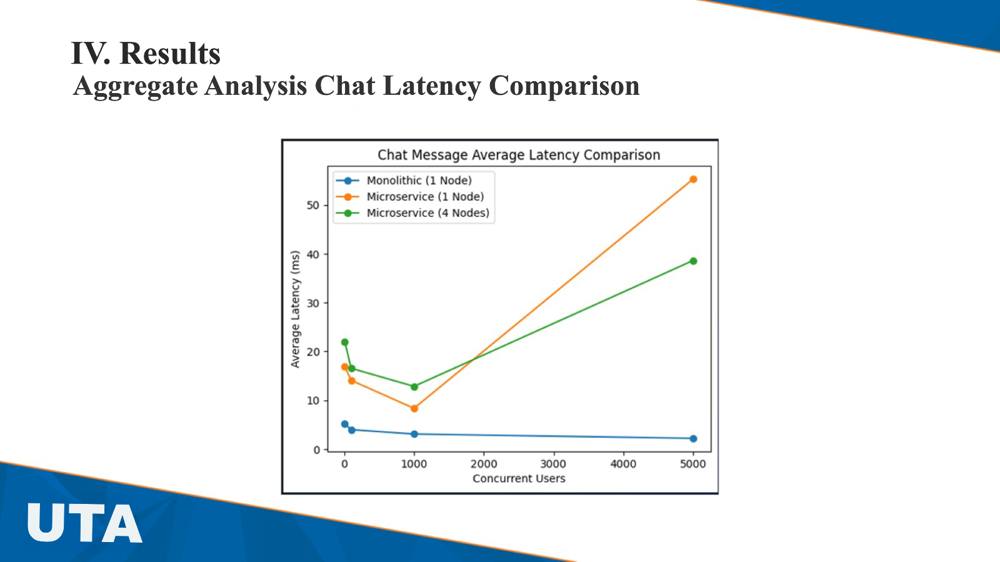 IV. Results
Aggregate Analysis Chat Latency Comparison
Chat Message Average Latency Comparison
Monolithic (1 Node)
Microservice (1 Node)
Microservice (4 Nodes)
Average Latency (ms)
50
40
30
20
10
0
0 1000 2000 3000 4000 5000
Concurrent Users
UTA